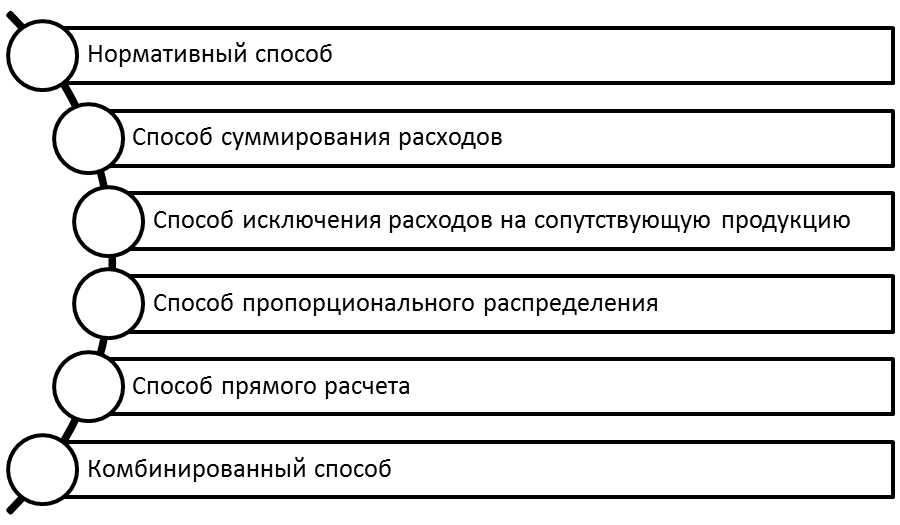 Нормативный способ
Способ суммирования расходов
Способ исключения расходов на сопутствующую продукцию
Способ пропорционального распределения
Способ прямого расчета
Комбинированный способ